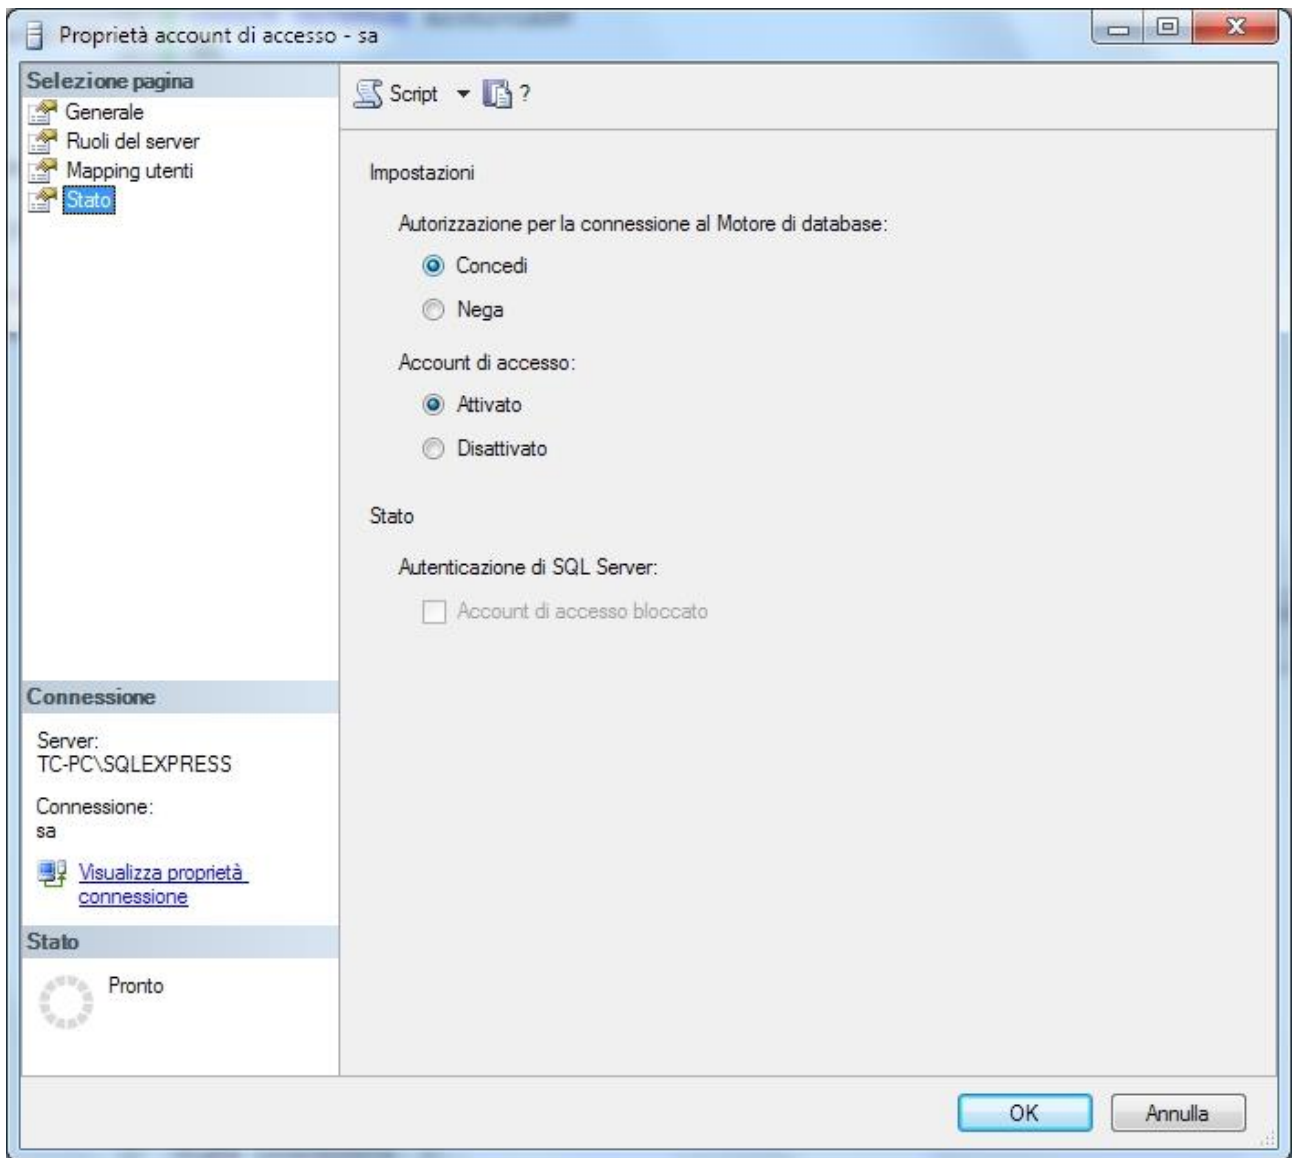 Proprietà account di accesso - sa
Selezione pagina
Generale
Ruoli del server
Mapping utenti
Stato
Script
?
Impostazioni
Autorizzazione per la connessione al Motore di database:
Concedi
Nega
Account di accesso:
Attivato
Disattivato
Stato
Autenticazione di SQL Server:
Account di accesso bloccato
Connessione
Server:
TC-PC\SQLEXPRESS
Connessione:
sa
Visualizza proprietà
connessione
Stato
Pronto
OK
Annulla